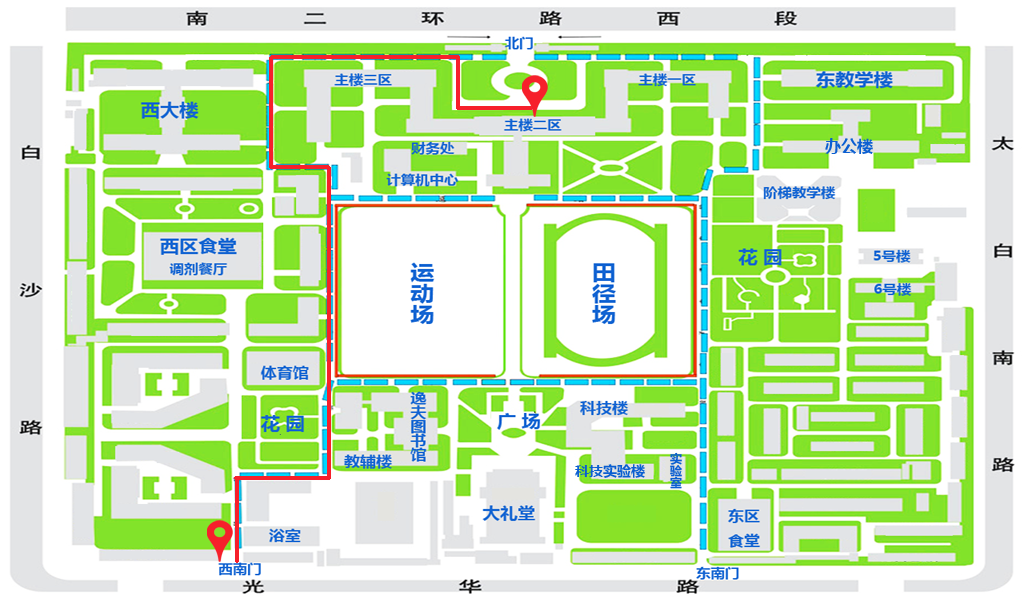 南二环路西段
北门
主楼三区
主楼一区
东教学楼
西大楼
主楼二区
白沙路
太白南路
财务处
办公楼
计算机中心
阶梯教学楼
西区食堂
调剂餐厅
运动场
田径场
花园
5号楼
6号楼
体育馆
花园
逸夫图书馆
广场
科技楼
教辅楼
科技实验楼
实验室
大礼堂
东区
食堂
浴室
西南门
东南门
光华路